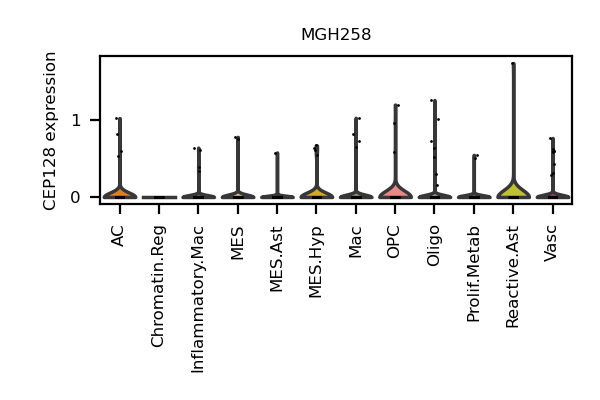 MGH258
CEP128 expression
1
0
AC
Chromatin.Reg
Inflammatory.Mac
MES
MES.Ast
MES.Hyp
Mac
OPC
Oligo
Prolif.Metab
Reactive.Ast
Vasc